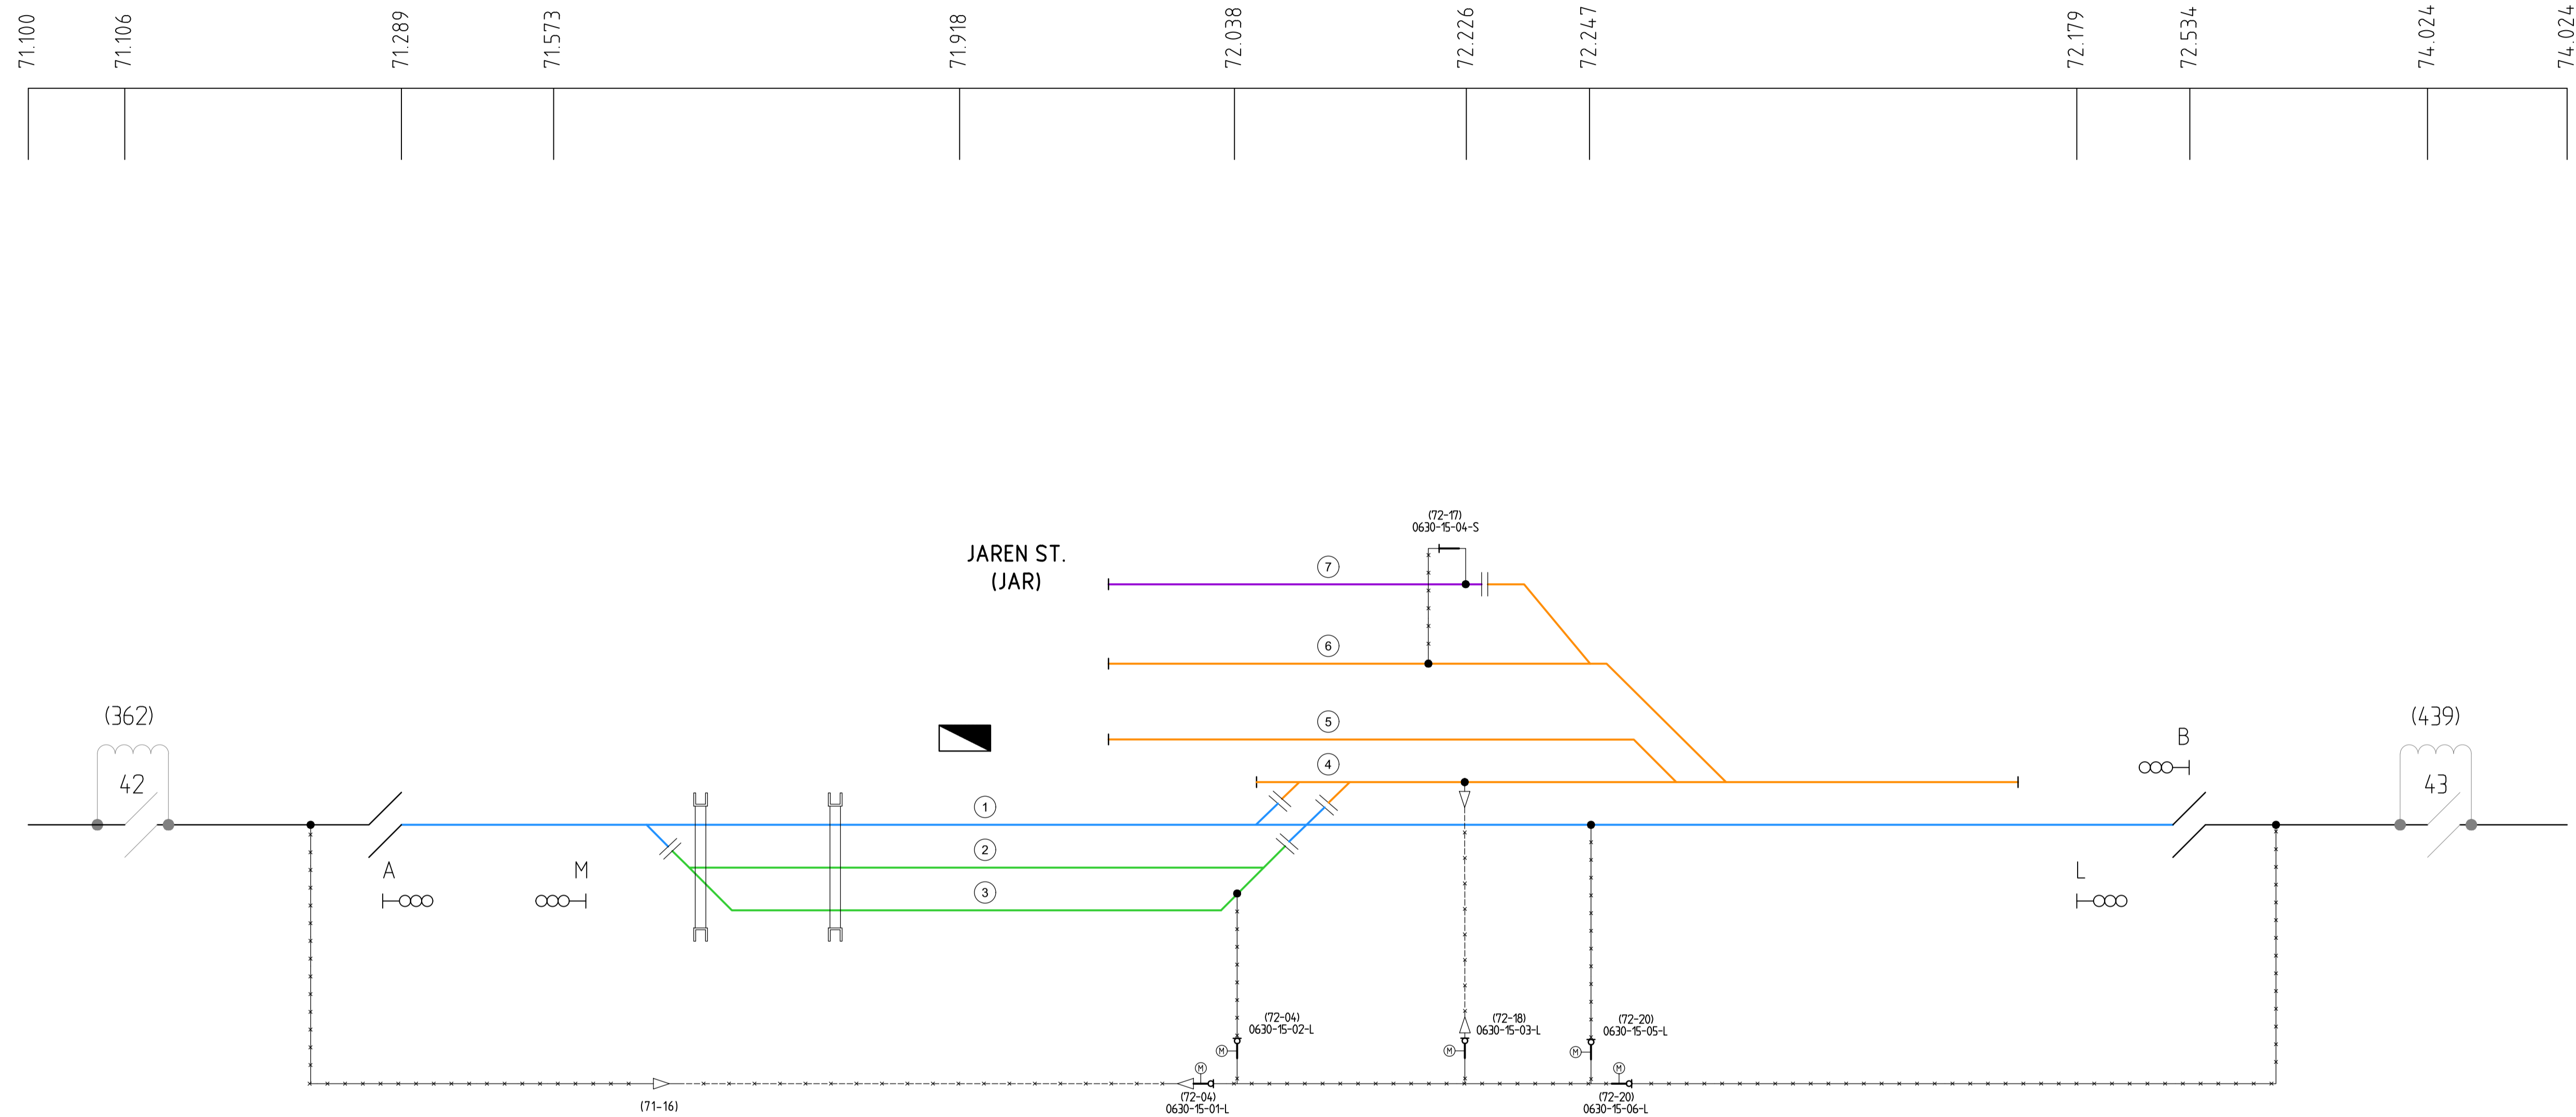 71.100
71.106
71.289
71.573
71.918
72.038
72.226
72.247
72.179
72.534
74.024
74.024
(72-17)
0630-15-04-S
JAREN ST.
(JAR)
7
6
5
4
(362)
42
(439)
43
B
1
2
3
A
M
L
(72-04)
0630-15-02-L
(72-18)
0630-15-03-L
(72-20)
0630-15-05-L
M
M
M
M
M
(71-16)
(72-04)
0630-15-01-L
(72-20)
0630-15-06-L